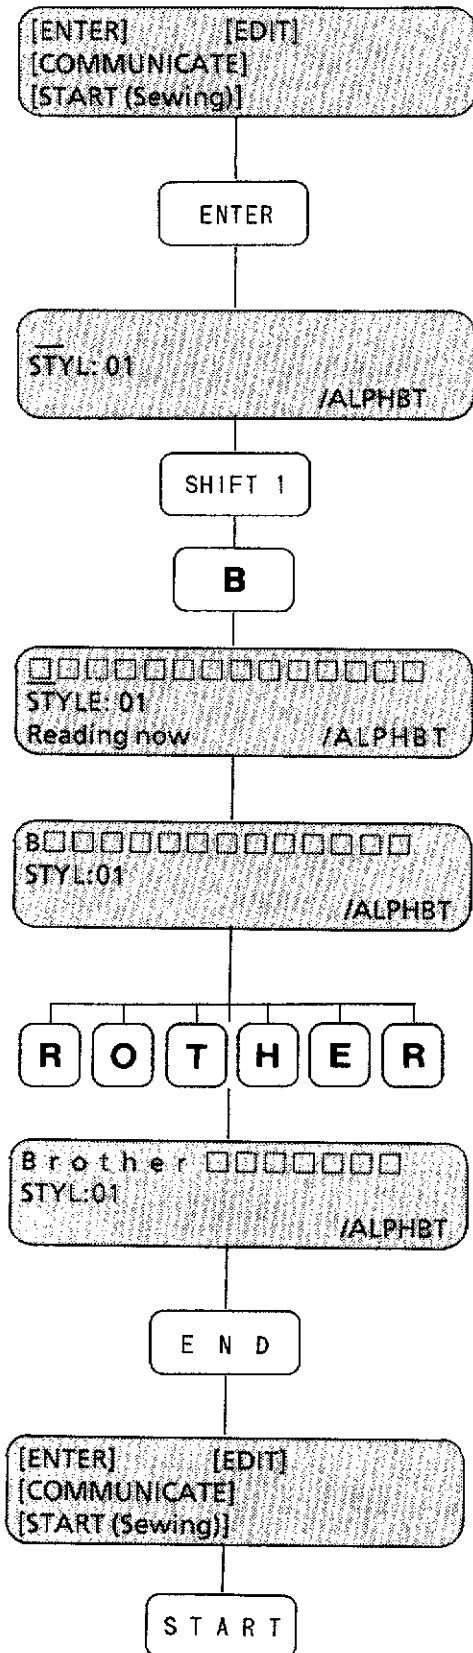 [ENTER] [EDIT]
[COMMUNICATE]
[START (Sewing)]
ENTER
STYL: 01
/ALPHBT
SHIFT 1
B
□□□□□□□□□□□□□□
STYLE: 01
Reading now /ALPHBT
B□□□□□□□□□□□□□
STYL:01
/ALPHBT
R O T H E R
Brother □□□□□□□
STYL:01
/ALPHBT
END
[ENTER] [EDIT]
[COMMUNICATE]
[START (Sewing)]
START